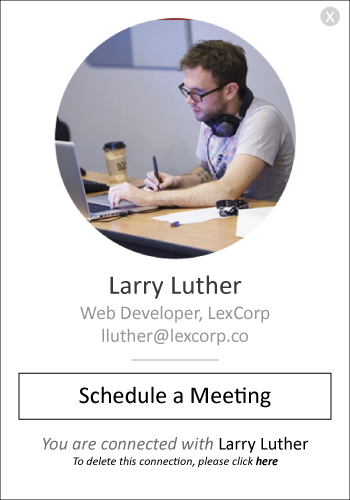 X
Larry Luther
Web Developer, LexCorp
lluther@lexcorp.co
Schedule a Meeting
You are connected with Larry Luther
To delete this connection, please click here